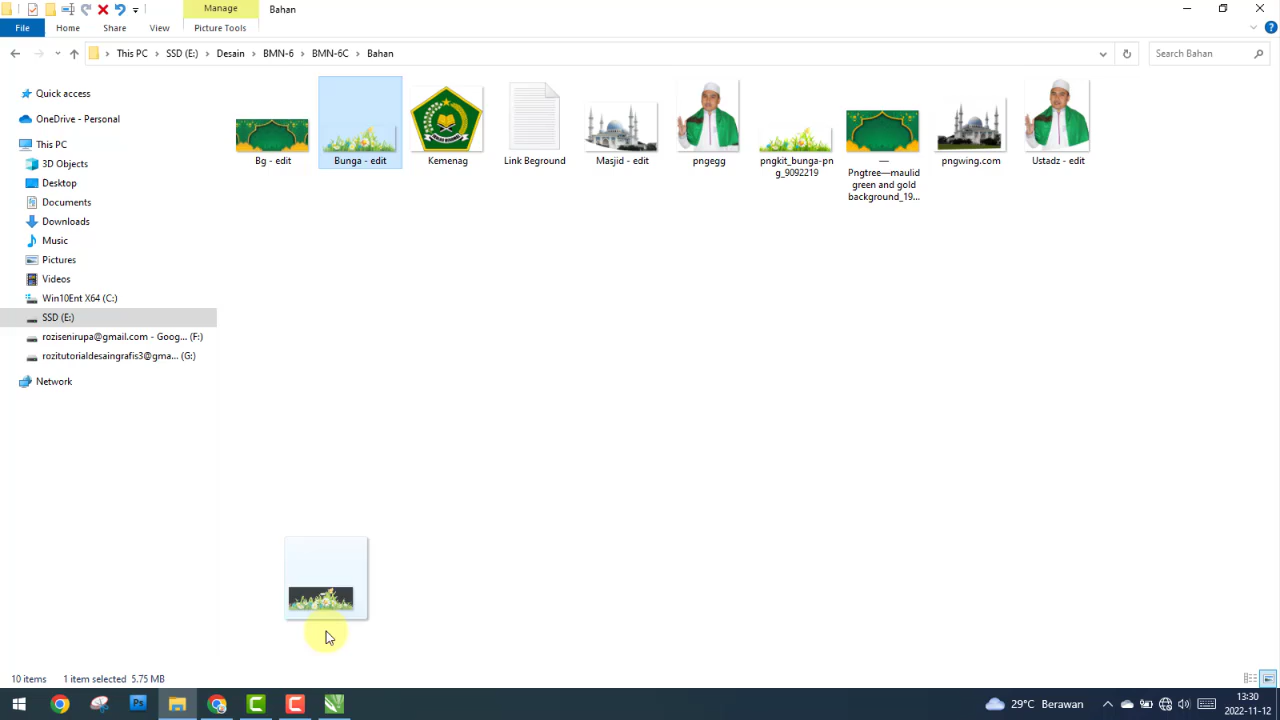 Manage
Bahan
File
Home
Share
View
Picture Tools
This PC
SSD (E:)
Desain
BMN-6
BMN-6C
Bahan
Search Bahan
Quick access
OneDrive - Personal
This PC
3D Objects
Desktop
Documents
Downloads
Music
Pictures
Videos
Win10Ent X64 (C:)
SSD (E:)
rozisenirupa@gmail.com - Goog... (F:)
rozitutorialdesaingrafis3@gma... (G:)
Network
Bg - edit
Bunga - edit
Kemenag
Link Beground
Masjid - edit
pngegg
pngkit_bunga-pn
g_9092219
—
Pngtree—maulid
green and gold
background_19...
pngwing.com
Ustadz - edit
10 items
1 item selected 5.75 MB
Ps
29°C Berawan
13:30
2022-11-12